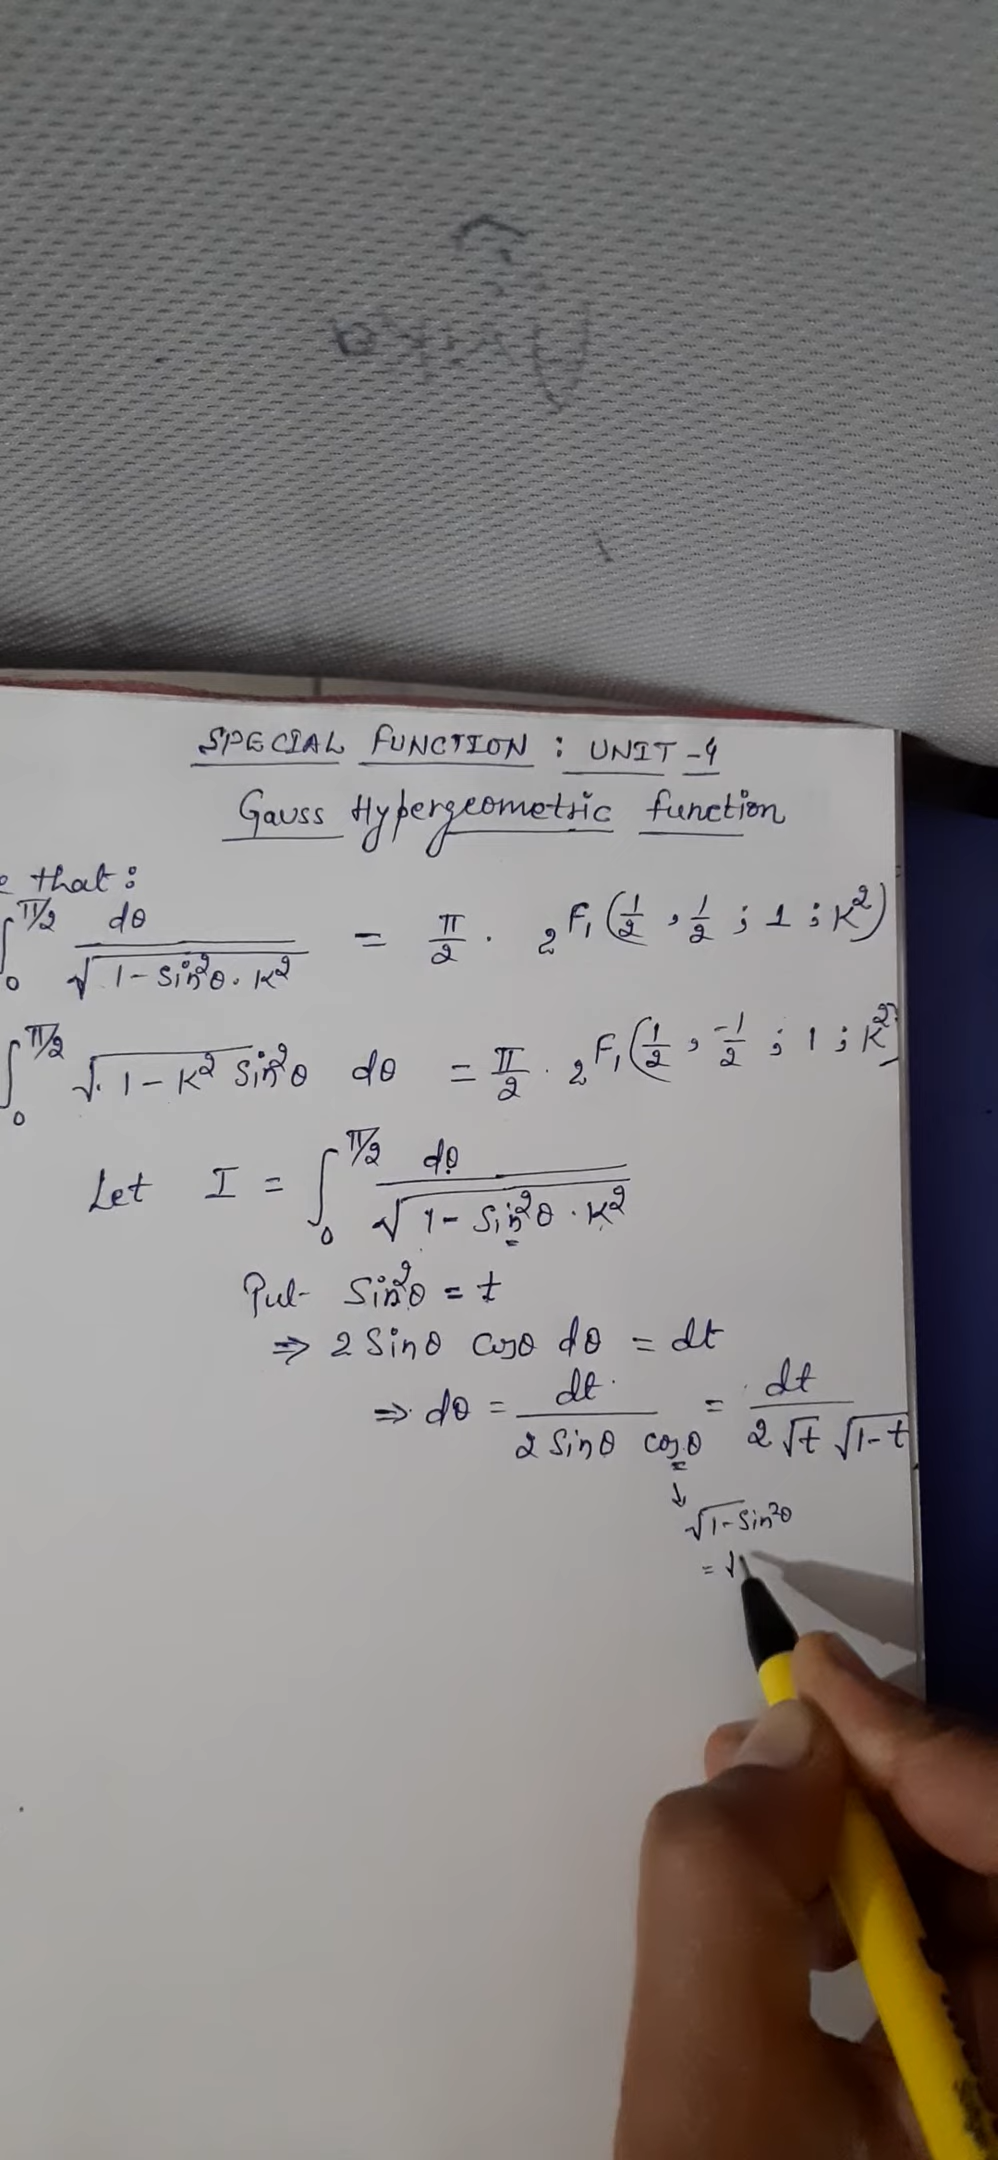 SPECIAL FUNCTION : UNIT-4
Gauss Hypergeometric function
e that :
∫₀^π/2 dθ / √(1 - Sin²θ · K²) = π/2 · ₂F₁(1/2 , 1/2 ; 1 ; K²)
∫₀^π/2 √(1 - K² Sin²θ) dθ = π/2 · ₂F₁(1/2 , -1/2 ; 1 ; K²)
Let I = ∫₀^π/2 dθ / √(1 - Sin²θ · K²)
Put Sin²θ = t
⇒ 2 Sinθ cosθ dθ = dt
⇒ dθ = dt / (2 Sinθ cosθ) = dt / (2 √t √(1-t))
↓
√(1-Sin²θ)
= √